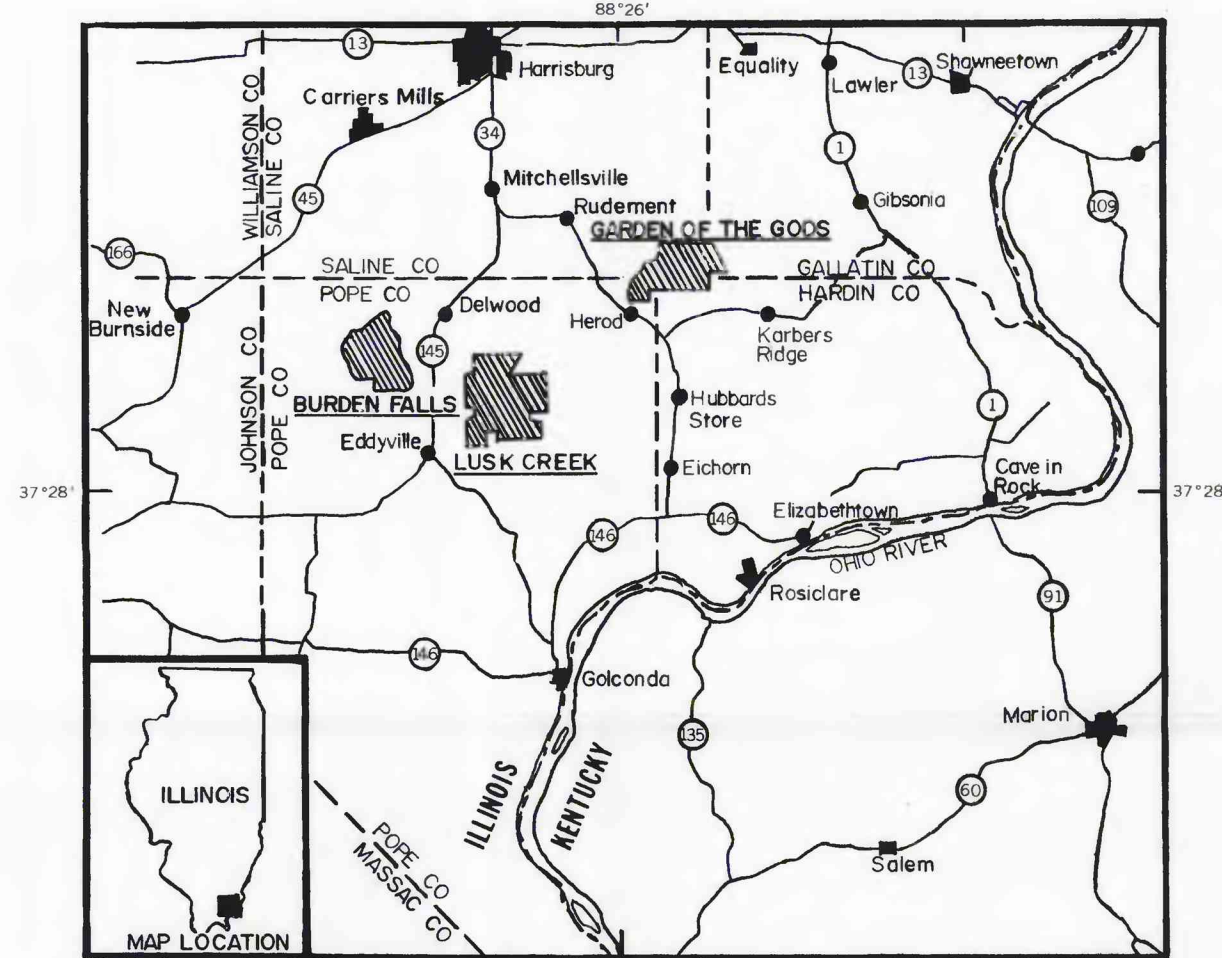 88°26'
13
Harrisburg
Equality
Lawler
13
Shawneetown
Carriers Mills
WILLIAMSON CO
SALINE CO
34
1
45
Mitchellsville
Rudement
Gibsonia
109
GARDEN OF THE GODS
166
SALINE CO
POPE CO
GALLATIN CO
HARDIN CO
New
Burnside
Delwood
Herod
Karbers
Ridge
JOHNSON CO
POPE CO
145
BURDEN FALLS
Hubbards
Store
1
Eddyville
LUSK CREEK
Eichorn
Cave in
Rock
37°28'
37°28'
146
146
Elizabethtown
OHIO RIVER
Rosiclare
91
146
Golconda
Marion
135
ILLINOIS
KENTUCKY
60
Salem
POPE CO
MASSAC CO
ILLINOIS
MAP LOCATION